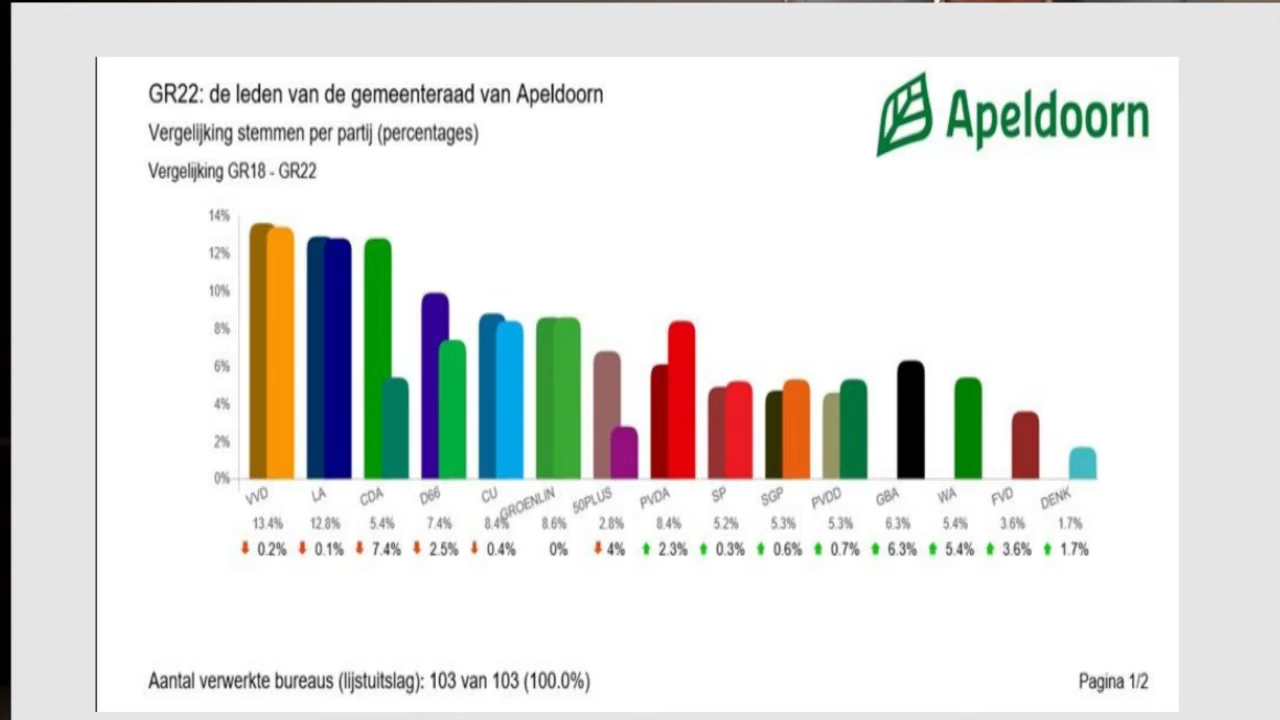 GR22: de leden van de gemeenteraad van Apeldoorn
Apeldoorn
Vergelijking stemmen per partij (percentages)
Vergelijking GR18 - GR22
14%
12%
10%
8%
6%
4%
2%
0%
VVD LA CDA D66 CU GROENLIN 50PLUS PVDA SP SGP PVDD GBA WA FVD DENK
13.4% 12.8% 5.4% 7.4% 8.4% 8.6% 2.8% 8.4% 5.2% 5.3% 5.3% 6.3% 5.4% 3.6% 1.7%
0.2% 0.1% 7.4% 2.5% 0.4% 0% 4% 2.3% 0.3% 0.6% 0.7% 6.3% 5.4% 3.6% 1.7%
Aantal verwerkte bureaus (lijstuitslag): 103 van 103 (100.0%)
Pagina 1/2